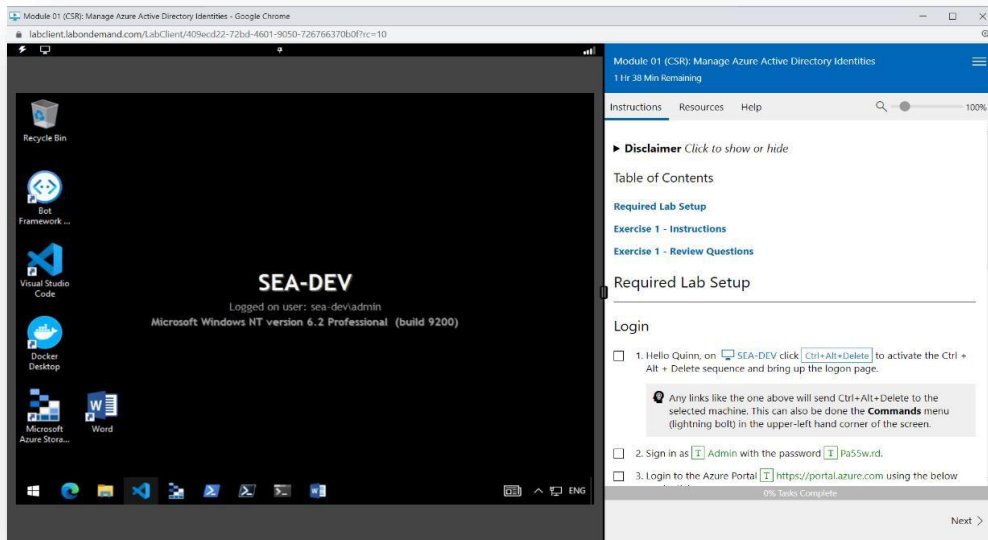 Module 01 (CSR): Manage Azure Active Directory Identities - Google Chrome
labclient.labondemand.com/LabClient/409ecd22-72bd-4601-9050-726766370b0f?rc=10
Recycle Bin
Bot
Framework ...
Visual Studio
Code
Docker
Desktop
Microsoft
Azure Stora...
Word
SEA-DEV
Logged on user: sea-dev\admin
Microsoft Windows NT version 6.2 Professional (build 9200)
ENG
Module 01 (CSR): Manage Azure Active Directory Identities
1 Hr 38 Min Remaining
Instructions Resources Help 100%
Disclaimer Click to show or hide
Table of Contents
Required Lab Setup
Exercise 1 - Instructions
Exercise 1 - Review Questions
Required Lab Setup
Login
1. Hello Quinn, on SEA-DEV click Ctrl+Alt+Delete to activate the Ctrl +
Alt + Delete sequence and bring up the logon page.
Any links like the one above will send Ctrl+Alt+Delete to the
selected machine. This can also be done the Commands menu
(lightning bolt) in the upper-left hand corner of the screen.
2. Sign in as T Admin with the password T Pa55w.rd.
3. Login to the Azure Portal T https://portal.azure.com using the below
0% Tasks Complete
Next >